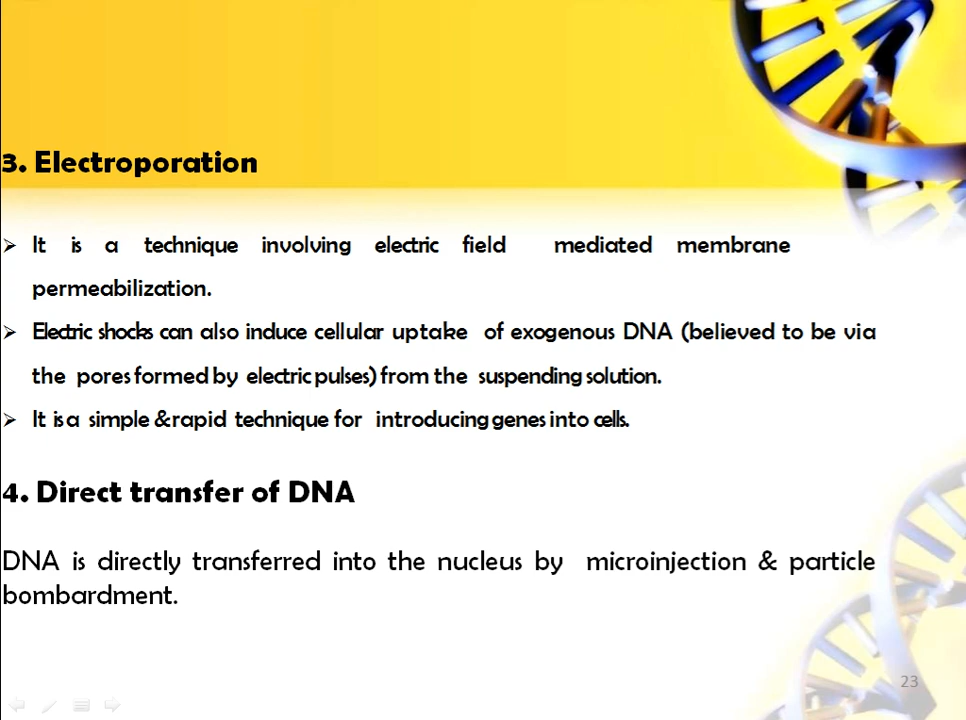 3. Electroporation
➢ It is a technique involving electric field mediated membrane
permeabilization.
➢ Electric shocks can also induce cellular uptake of exogenous DNA (believed to be via
the pores formed by electric pulses) from the suspending solution.
➢ It is a simple & rapid technique for introducing genes into cells.
4. Direct transfer of DNA
DNA is directly transferred into the nucleus by microinjection & particle
bombardment.
23